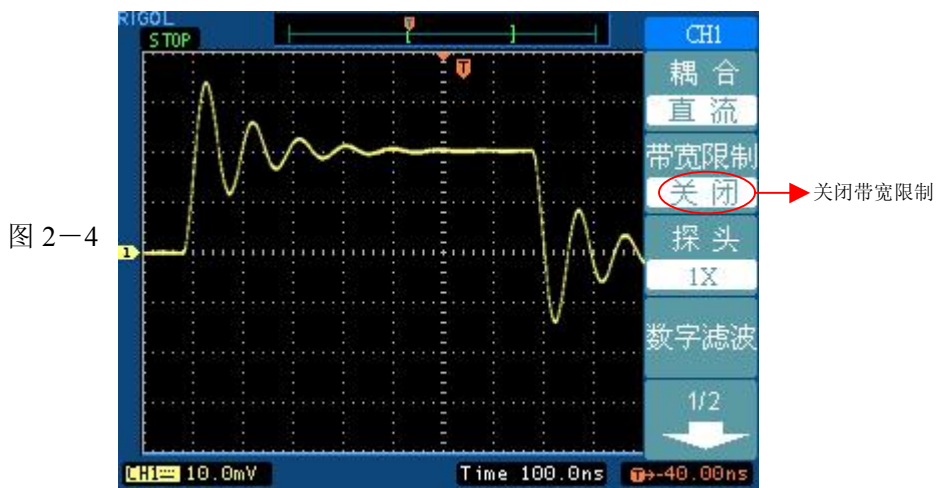 RIGOL
STOP
T
CH1
耦 合
直 流
带宽限制
关 闭
关闭带宽限制
图 2－4
T
1
探 头
1X
数字滤波
1/2
CH1 10.0mV
Time 100.0ns
T→-40.00ns